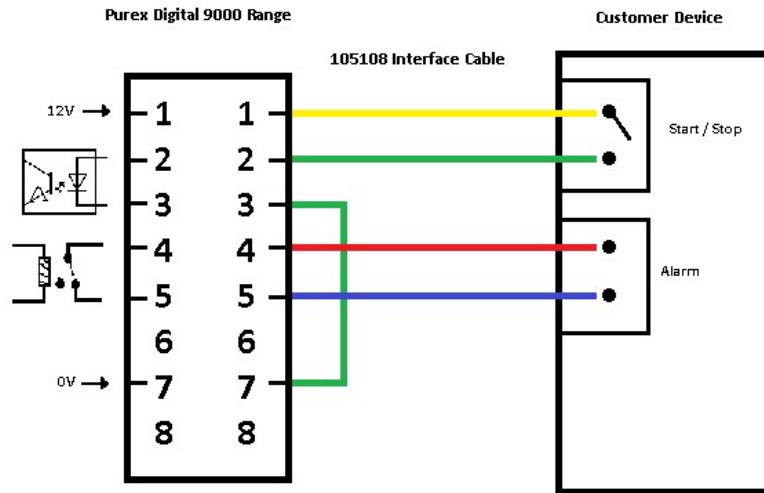 Purex Digital 9000 Range
Customer Device
105108 Interface Cable
12V
1 1
Start / Stop
2 2
3 3
4 4
Alarm
5 5
6 6
0V
7 7
8 8